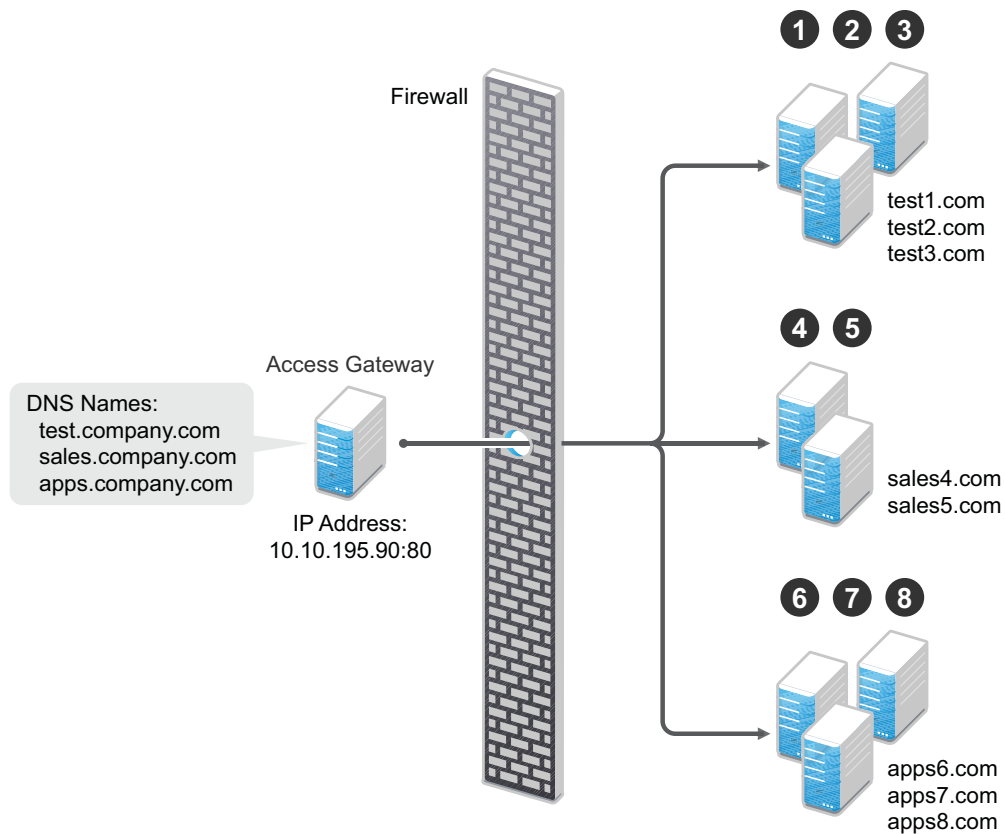 1 2 3
Firewall
test1.com
test2.com
test3.com
4 5
Access Gateway
DNS Names:
test.company.com
sales.company.com
apps.company.com
sales4.com
sales5.com
IP Address:
10.10.195.90:80
6 7 8
apps6.com
apps7.com
apps8.com